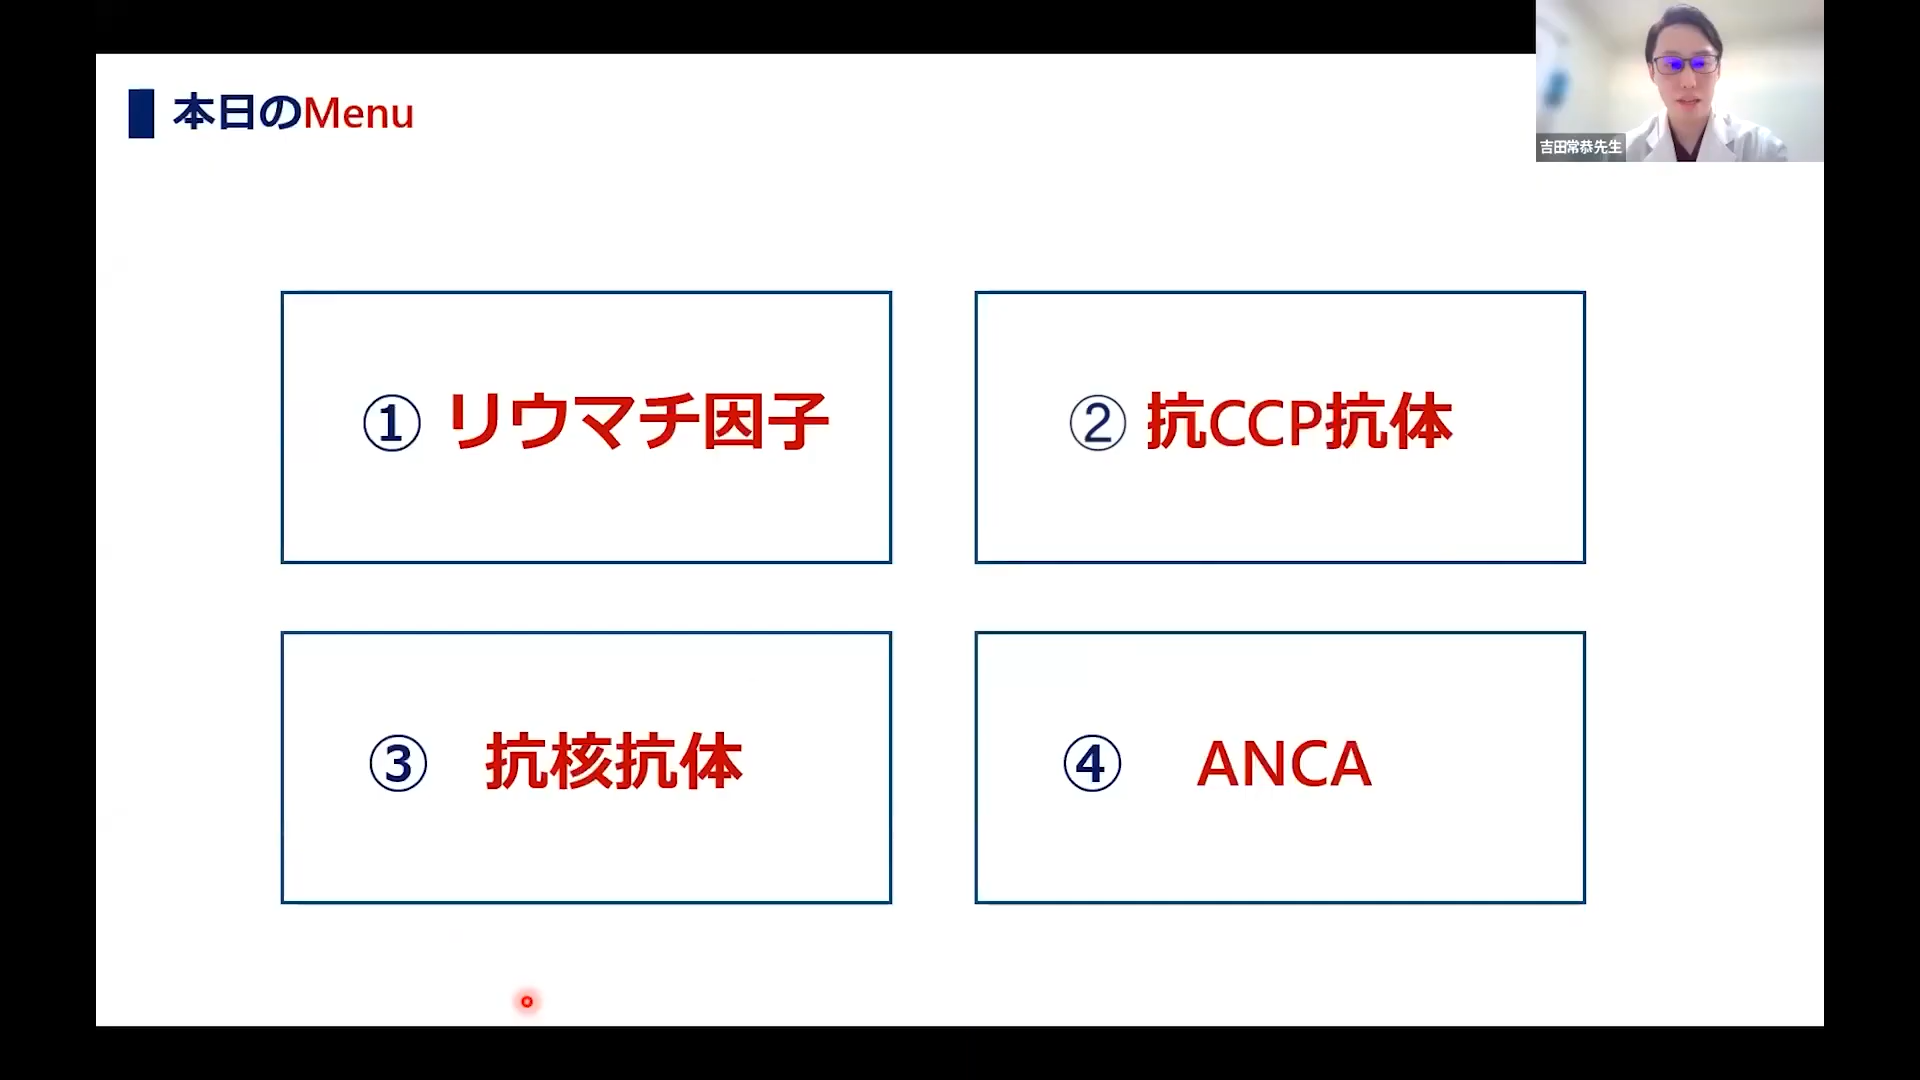 本日のMenu
吉田常恭先生
① リウマチ因子
② 抗CCP抗体
③ 抗核抗体
④ ANCA